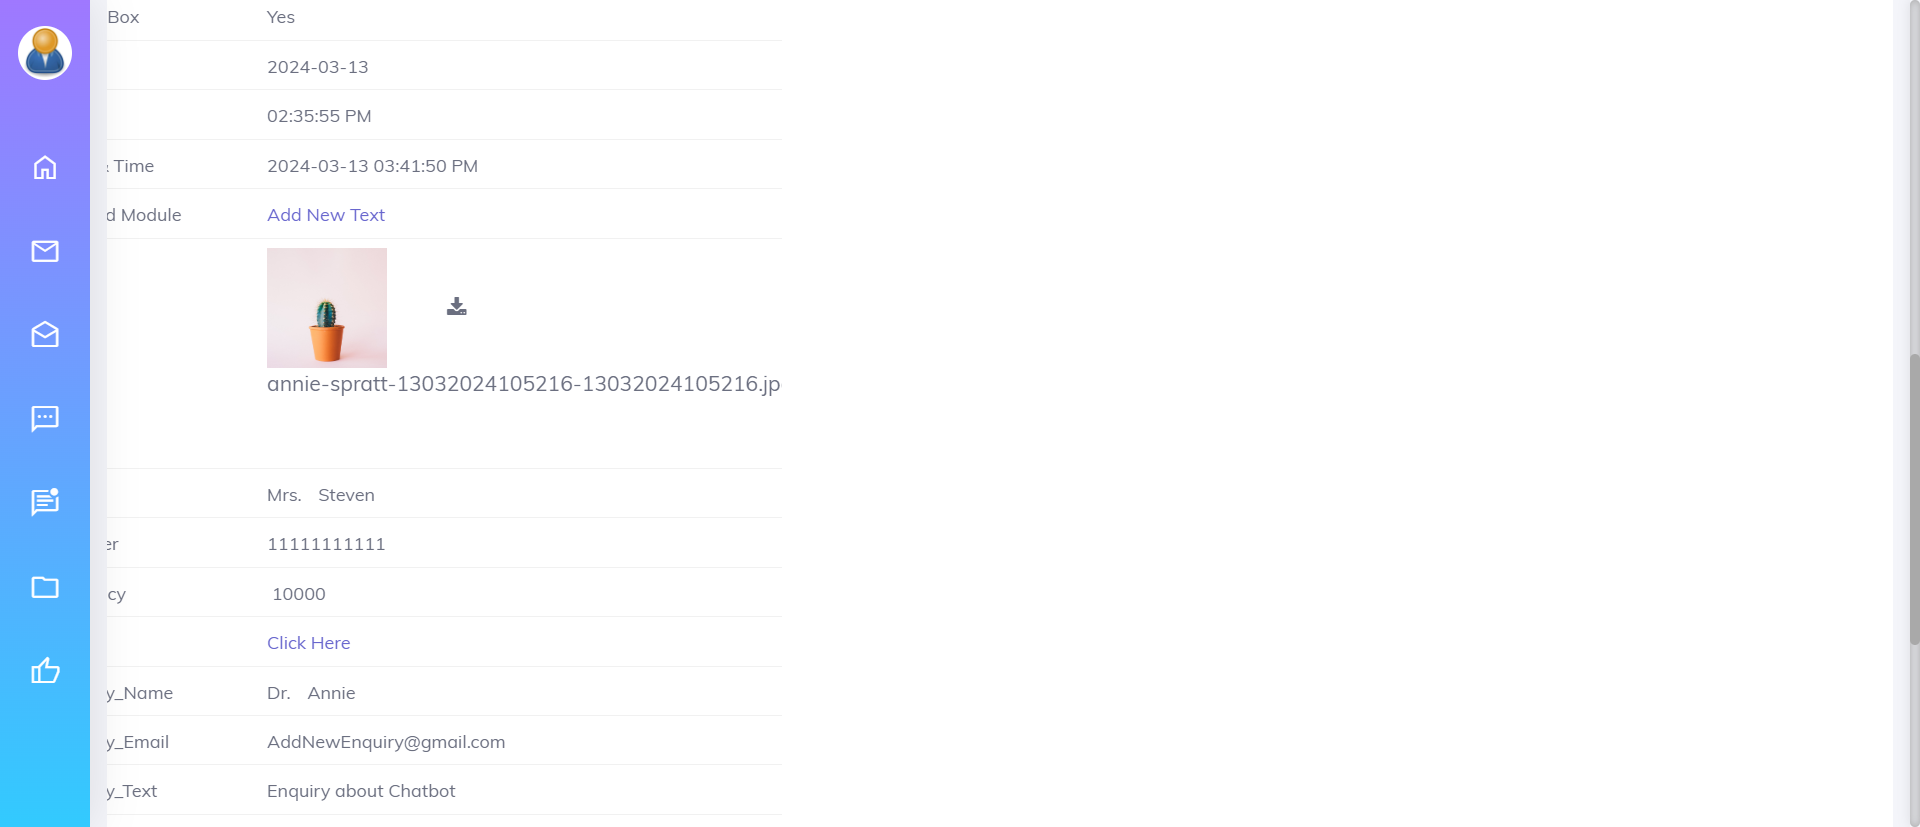 Box Yes
2024-03-13
02:35:55 PM
Time 2024-03-13 03:41:50 PM
d Module Add New Text
annie-spratt-13032024105216-13032024105216.jp
Mrs. Steven
er 11111111111
cy 10000
Click Here
y_Name Dr. Annie
y_Email AddNewEnquiry@gmail.com
y_Text Enquiry about Chatbot